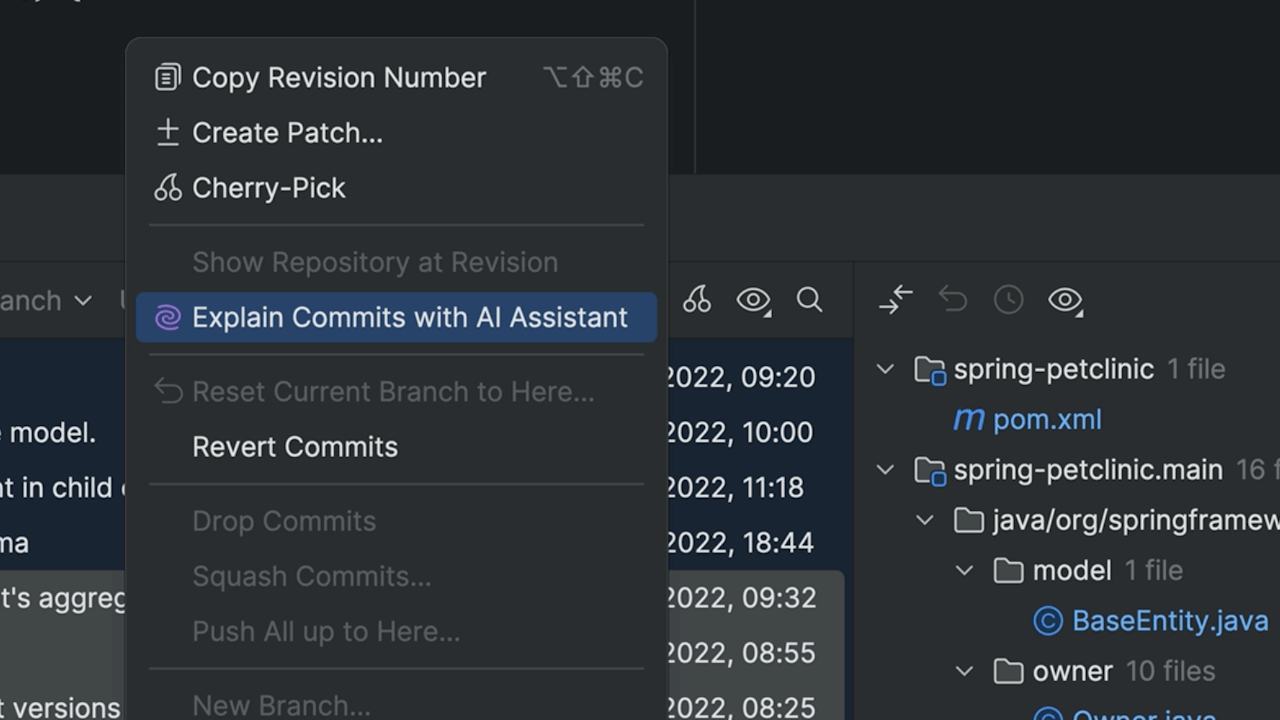 Copy Revision Number ⌥⇧⌘C
Create Patch...
Cherry-Pick
Show Repository at Revision
Explain Commits with AI Assistant
Reset Current Branch to Here...
Revert Commits
Drop Commits
Squash Commits...
Push All up to Here...
New Branch...
anch
2022, 09:20
model. 2022, 10:00
t in child 2022, 11:18
ma 2022, 18:44
t's aggreg 2022, 09:32
2022, 08:55
t versions 2022, 08:25
spring-petclinic 1 file
m pom.xml
spring-petclinic.main 16 f
java/org/springframew
model 1 file
C BaseEntity.java
owner 10 files
Owner.java